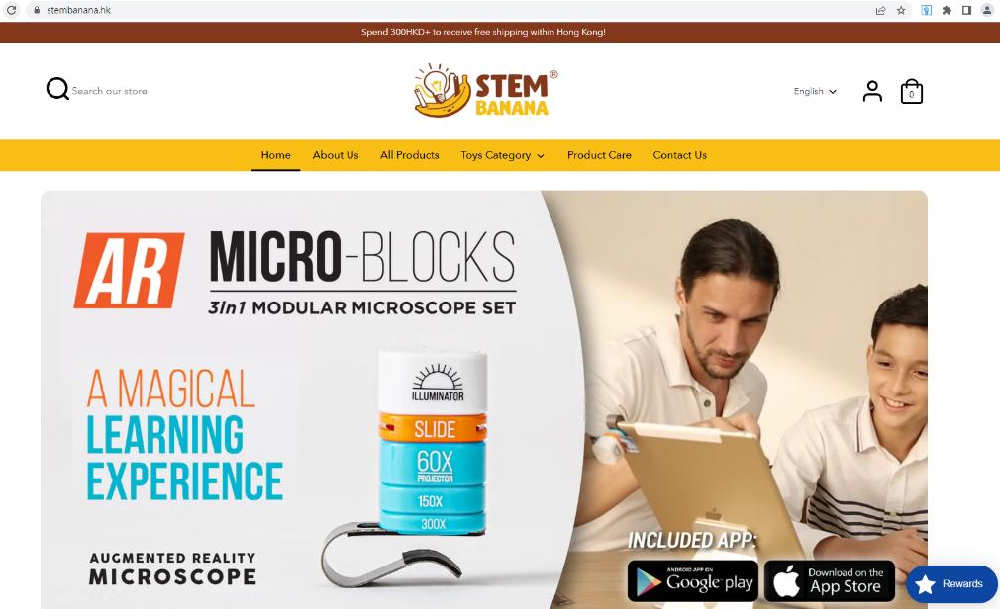 stembanana.hk
Spend 300HKD+ to receive free shipping within Hong Kong!
Search our store
STEM®
BANANA
English
0
Home About Us All Products Toys Category Product Care Contact Us
AR MICRO-BLOCKS
3in1 MODULAR MICROSCOPE SET
A MAGICAL
LEARNING
EXPERIENCE
ILLUMINATOR
SLIDE
60X
PROJECTOR
150X
300X
AUGMENTED REALITY
MICROSCOPE
INCLUDED APP:
ANDROID APP ON
Google play
Download on the
App Store
Rewards